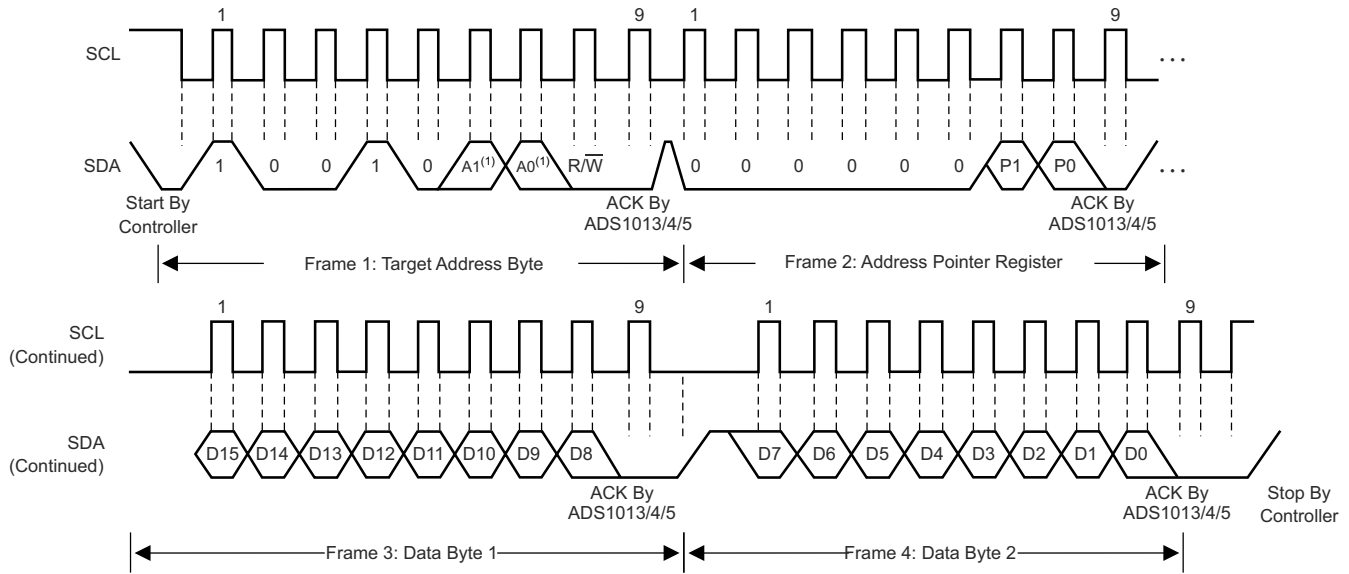 1 9 1 9
SCL
...
SDA
1 0 0 1 0 A1(1) A0(1) R/W 0 0 0 0 0 0 P1 P0
...
Start By
Controller
ACK By
ADS1013/4/5
ACK By
ADS1013/4/5
Frame 1: Target Address Byte
Frame 2: Address Pointer Register
1 9 1 9
SCL
(Continued)
SDA
(Continued)
D15 D14 D13 D12 D11 D10 D9 D8 D7 D6 D5 D4 D3 D2 D1 D0
ACK By
ADS1013/4/5
ACK By
ADS1013/4/5
Stop By
Controller
Frame 3: Data Byte 1
Frame 4: Data Byte 2